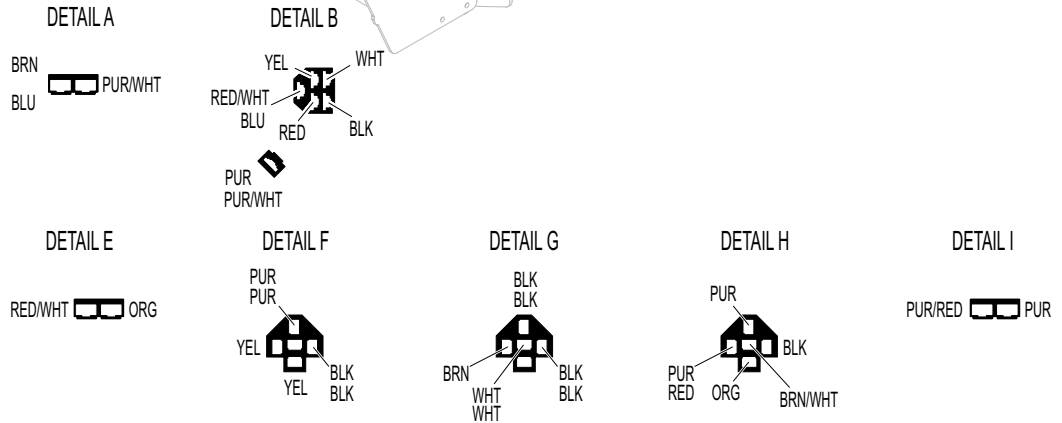 DETAIL A
BRN
PUR/WHT
BLU
DETAIL B
YEL
WHT
RED/WHT
BLU
RED
BLK
PUR
PUR/WHT
DETAIL E
RED/WHT
ORG
DETAIL F
PUR
PUR
YEL
BLK
YEL
BLK
DETAIL G
BLK
BLK
BRN
BLK
WHT
BLK
WHT
DETAIL H
PUR
BLK
PUR
RED
ORG
BRN/WHT
DETAIL I
PUR/RED
PUR